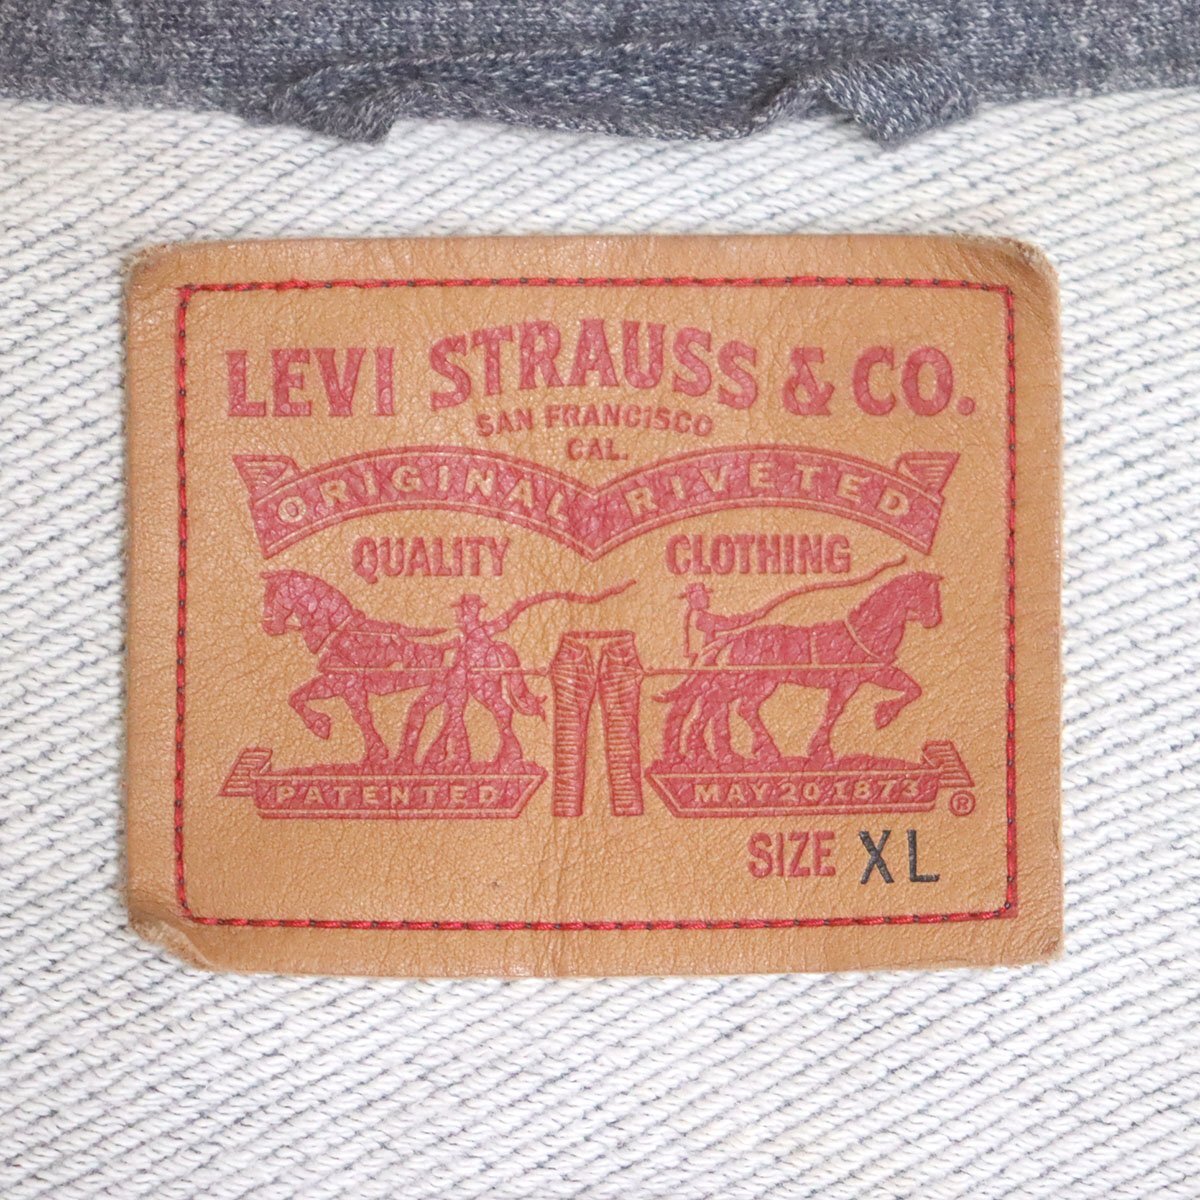 LEVI STRAUSS & CO.
SAN FRANCISCO
CAL.
ORIGINAL RIVETED
QUALITY CLOTHING
PATENTED MAY 20 1873 ®
SIZE XL